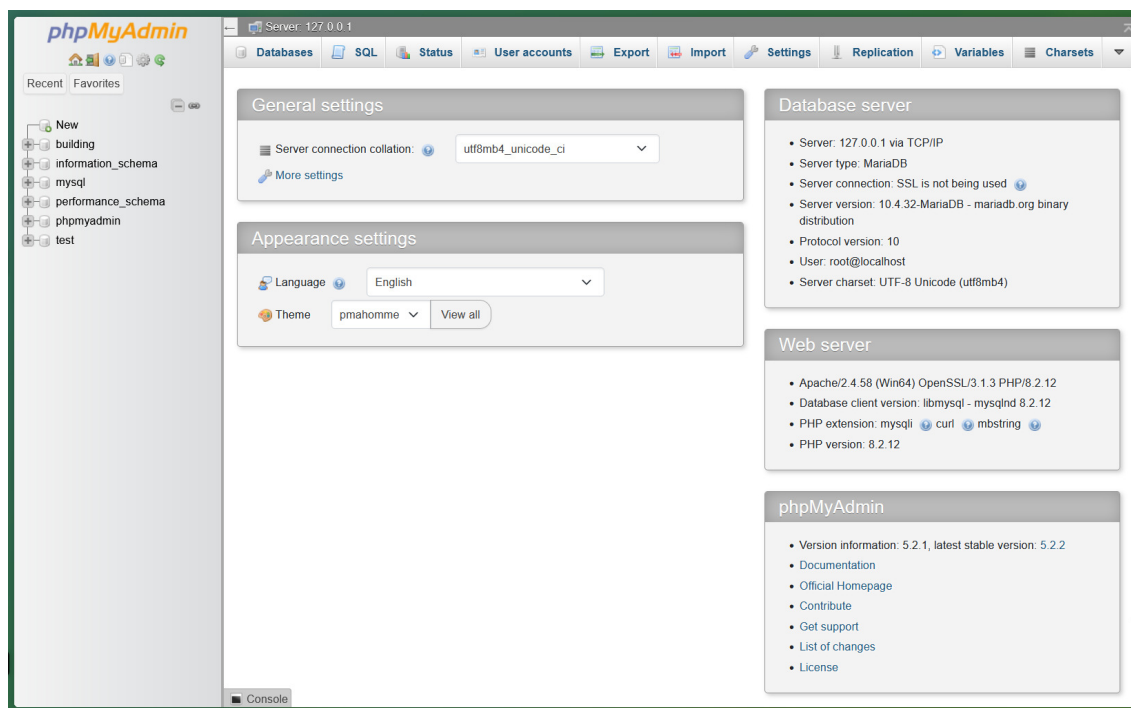 phpMyAdmin
Recent Favorites
New
building
information_schema
mysql
performance_schema
phpmyadmin
test
Server: 127.0.0.1
Databases SQL Status User accounts Export Import Settings Replication Variables Charsets
General settings
Server connection collation: utf8mb4_unicode_ci
More settings
Appearance settings
Language English
Theme pmahomme View all
Database server
Server: 127.0.0.1 via TCP/IP
Server type: MariaDB
Server connection: SSL is not being used
Server version: 10.4.32-MariaDB - mariadb.org binary
distribution
Protocol version: 10
User: root@localhost
Server charset: UTF-8 Unicode (utf8mb4)
Web server
Apache/2.4.58 (Win64) OpenSSL/3.1.3 PHP/8.2.12
Database client version: libmysql - mysqlnd 8.2.12
PHP extension: mysqli curl mbstring
PHP version: 8.2.12
phpMyAdmin
Version information: 5.2.1, latest stable version: 5.2.2
Documentation
Official Homepage
Contribute
Get support
List of changes
License
Console